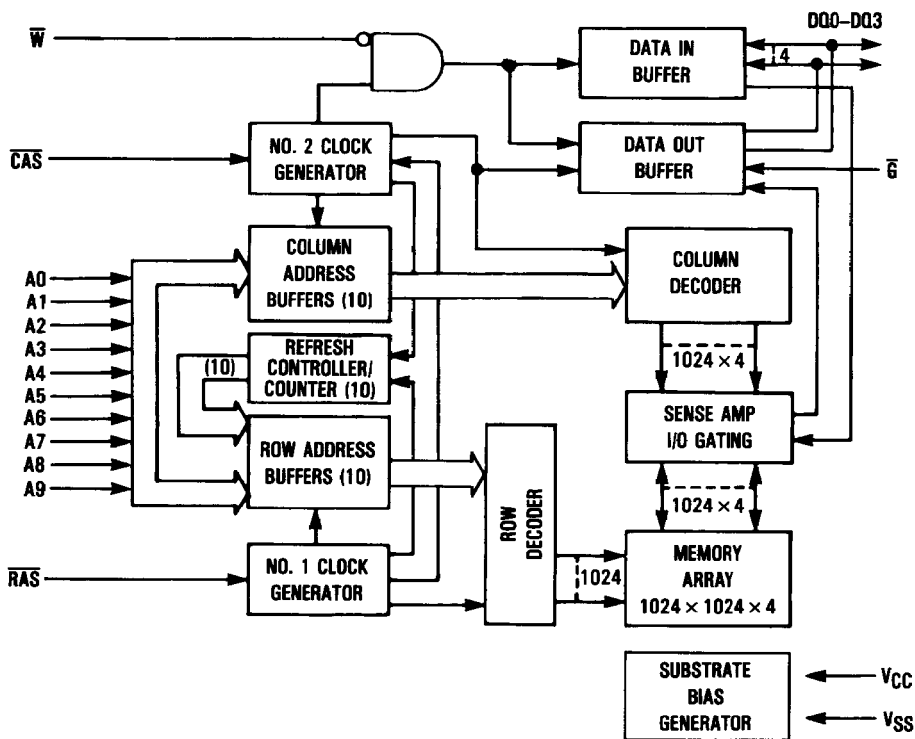 W̅
DATA IN
BUFFER
DQ0–DQ3
4
NO. 2 CLOCK
GENERATOR
C̅A̅S̅
DATA OUT
BUFFER
G̅
COLUMN
ADDRESS
BUFFERS (10)
COLUMN
DECODER
A0
A1
A2
A3
A4
A5
A6
A7
A8
A9
(10)
REFRESH
CONTROLLER/
COUNTER (10)
1024 × 4
ROW ADDRESS
BUFFERS (10)
SENSE AMP
I/O GATING
1024 × 4
ROW
DECODER
R̅A̅S̅
NO. 1 CLOCK
GENERATOR
1024
MEMORY
ARRAY
1024 × 1024 × 4
SUBSTRATE
BIAS
GENERATOR
VCC
VSS